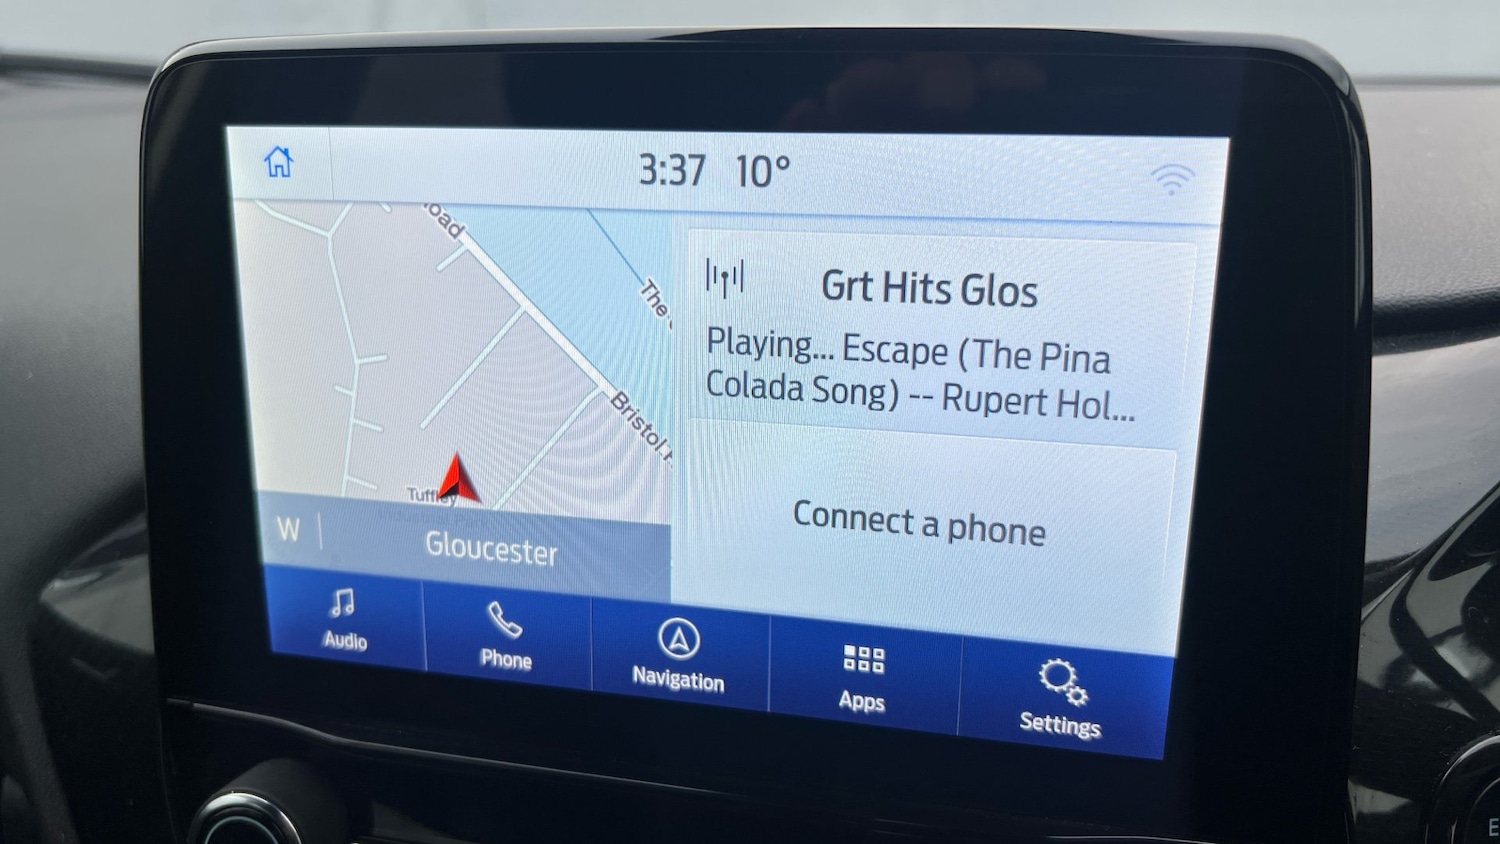 3:37 10°
oad
The
Grt Hits Glos
Playing... Escape (The Pina
Colada Song) -- Rupert Hol...
Bristol
Tuffley
W
Gloucester
Connect a phone
Audio
Phone
Navigation
Apps
Settings
E